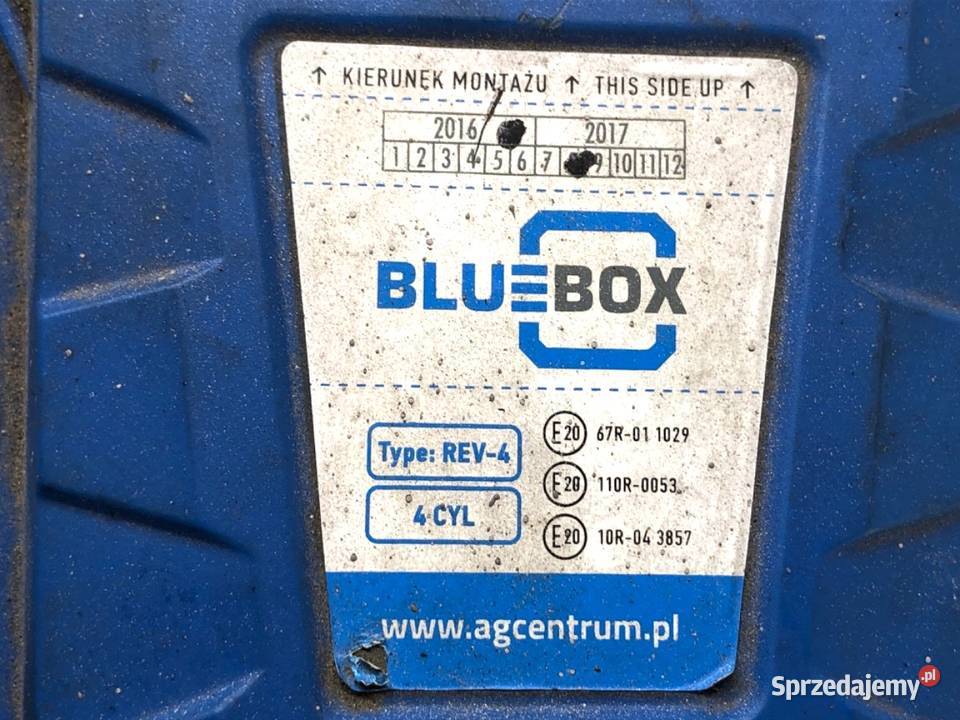 ↑ KIERUNEK MONTAŻU ↑ THIS SIDE UP ↑
2016 2017
1 2 3 4 5 6 7 9 10 11 12
BLUEBOX
Type: REV-4
4 CYL
E20 67R-01 1029
E20 110R-0053
E20 10R-04 3857
www.agcentrum.pl
Sprzedajemy.pl